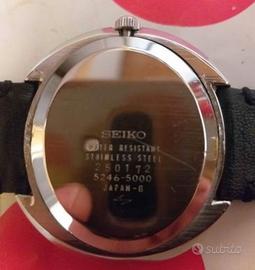 SEIKO
WATER RESISTANT
STAINLESS STEEL
250172
5246-5000
JAPAN-G
subito